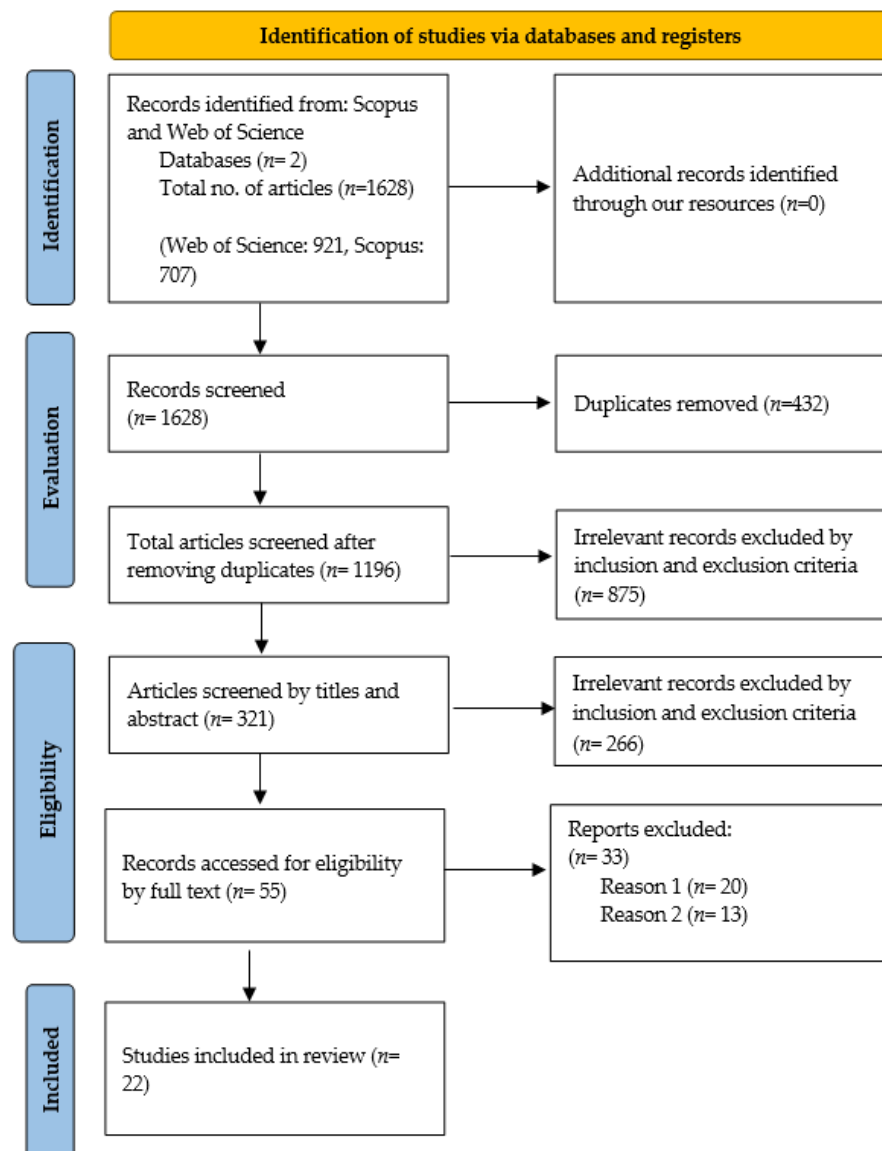 Identification of studies via databases and registers
Identification
Records identified from: Scopus
and Web of Science
Databases (n= 2)
Total no. of articles (n=1628)
(Web of Science: 921, Scopus:
707)
Additional records identified
through our resources (n=0)
Evaluation
Records screened
(n= 1628)
Duplicates removed (n=432)
Total articles screened after
removing duplicates (n= 1196)
Irrelevant records excluded by
inclusion and exclusion criteria
(n= 875)
Eligibility
Articles screened by titles and
abstract (n= 321)
Irrelevant records excluded by
inclusion and exclusion criteria
(n= 266)
Records accessed for eligibility
by full text (n= 55)
Reports excluded:
(n= 33)
Reason 1 (n= 20)
Reason 2 (n= 13)
Included
Studies included in review (n=
22)